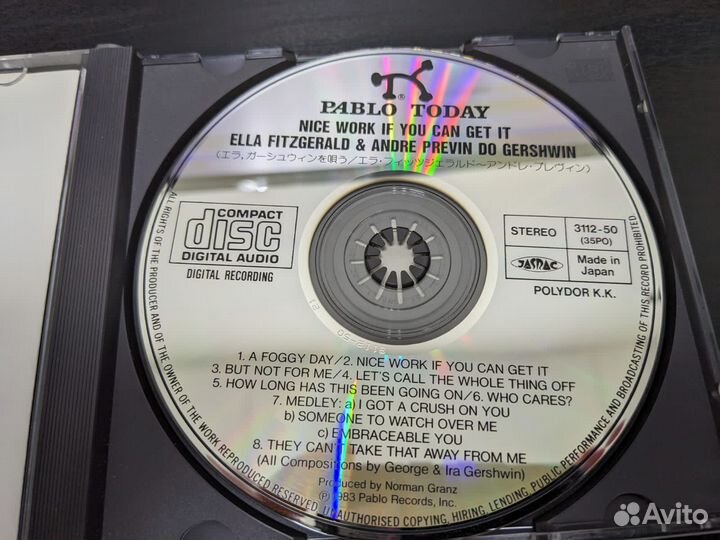 ®
PABLO TODAY
NICE WORK IF YOU CAN GET IT
ELLA FITZGERALD & ANDRE PREVIN DO GERSHWIN
(エラ,ガーシュウィンを唄う/エラ・フィッツジェラルド〜アンドレ・プレヴィン)
COMPACT
disc
DIGITAL AUDIO
DIGITAL RECORDING
STEREO
3112-50
(35PO)
JASRAC
Made in
Japan
POLYDOR K.K.
3112-50
1. A FOGGY DAY/2. NICE WORK IF YOU CAN GET IT
3. BUT NOT FOR ME/4. LET'S CALL THE WHOLE THING OFF
5. HOW LONG HAS THIS BEEN GOING ON/6. WHO CARES?
7. MEDLEY: a) I GOT A CRUSH ON YOU
b) SOMEONE TO WATCH OVER ME
c) EMBRACEABLE YOU
8. THEY CAN'T TAKE THAT AWAY FROM ME
(All Compositions by George & Ira Gershwin)
Produced by Norman Granz
℗ 1983 Pablo Records, Inc.
ALL RIGHTS OF THE PRODUCER AND OF THE OWNER OF THE WORK REPRODUCED RESERVED. UNAUTHORISED COPYING, HIRING, LENDING, PUBLIC PERFORMANCE AND BROADCASTING OF THIS RECORD PROHIBITED.
Avito